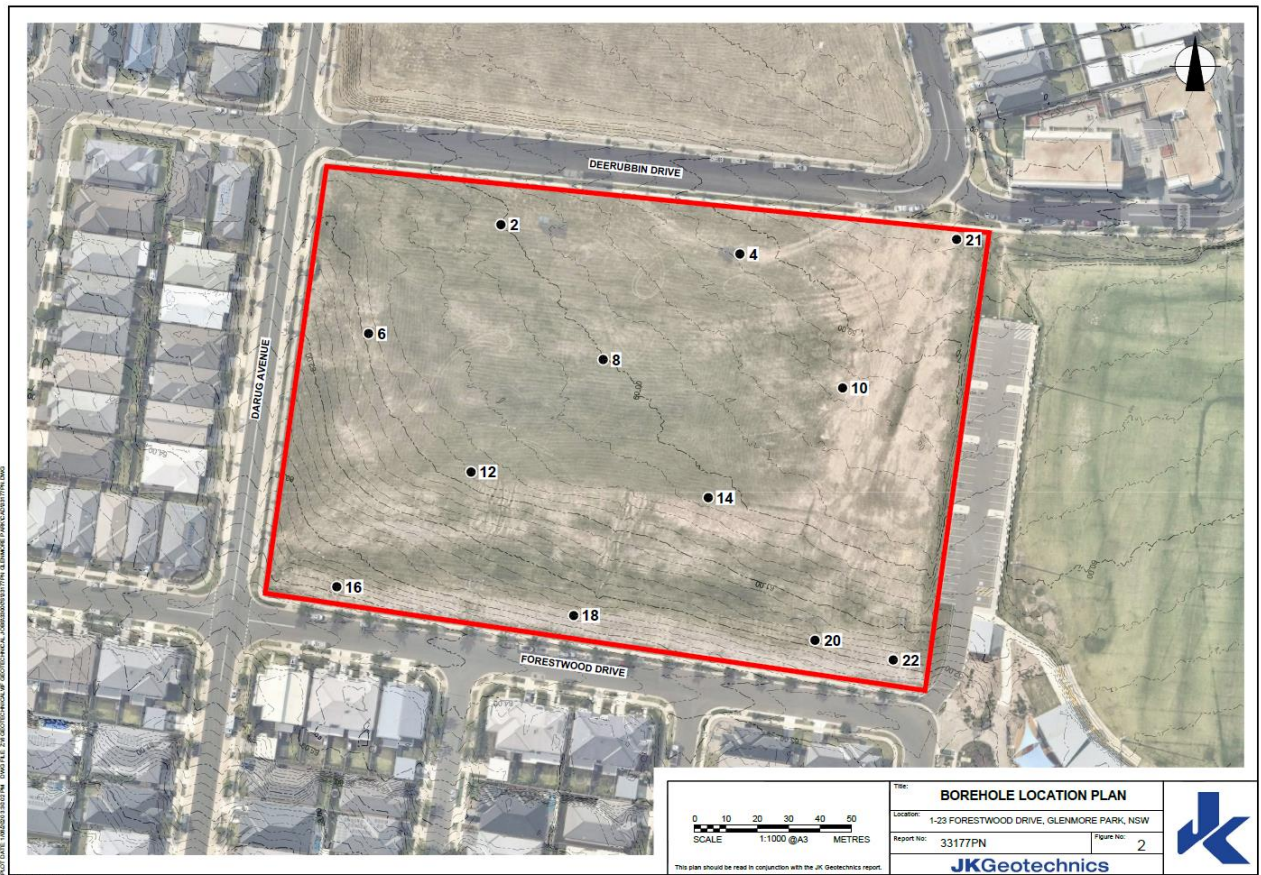 DEERUBBIN DRIVE
2
4
21
6
8
10
DARUG AVENUE
12
14
16
18
20
22
FORESTWOOD DRIVE
0 10 20 30 40 50
SCALE 1:1000 @A3 METRES
This plan should be read in conjunction with the JK Geotechnics report.
Title:
BOREHOLE LOCATION PLAN
Location: 1-23 FORESTWOOD DRIVE, GLENMORE PARK, NSW
Report No: 33177PN
Figure No: 2
JKGeotechnics
JK